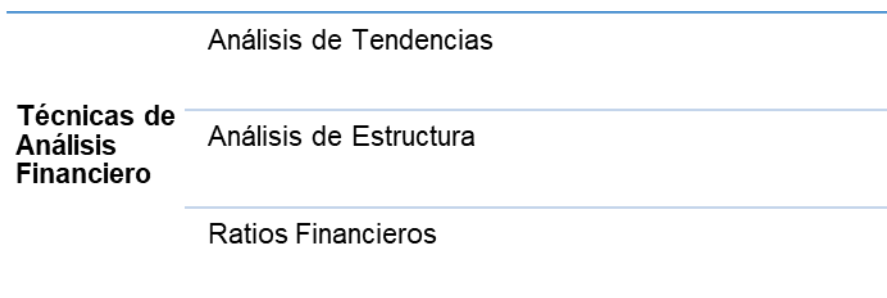 Análisis de Tendencias
Técnicas de
Análisis
Financiero
Análisis de Estructura
Ratios Financieros